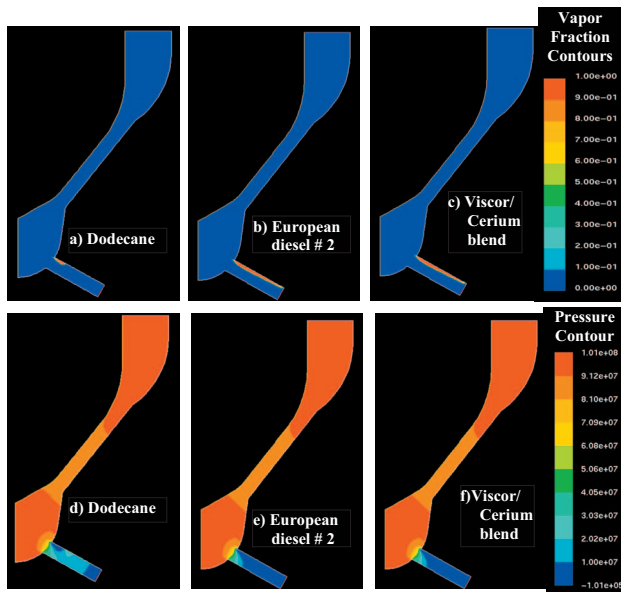 Vapor
Fraction
Contours
1.00e+00
9.00e-01
8.00e-01
7.00e-01
6.00e-01
5.00e-01
4.00e-01
3.00e-01
2.00e-01
1.00e-01
0.00e+00
a) Dodecane
b) European
diesel # 2
c) Viscor/
Cerium
blend
Pressure
Contour
1.01e+08
9.12e+07
8.10e+07
7.09e+07
6.08e+07
5.06e+07
4.05e+07
3.04e+07
2.02e+07
1.00e+07
-1.01e+05
d) Dodecane
e) European
diesel # 2
f)Viscor/
Cerium
blend